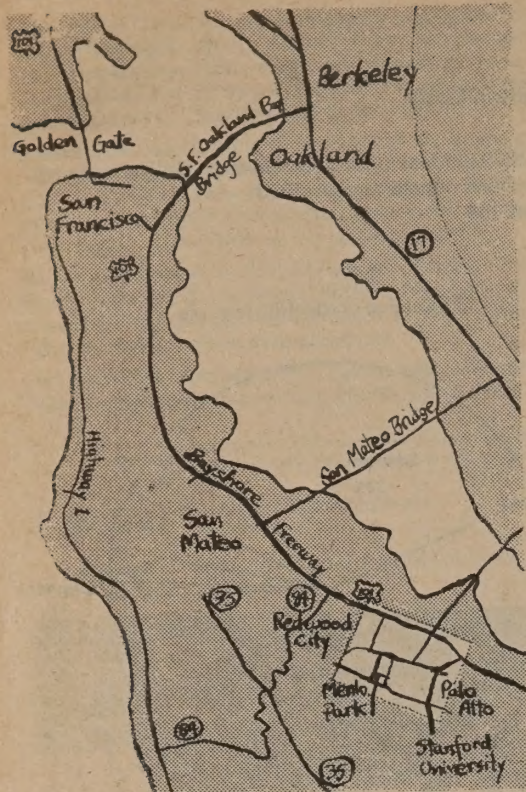 101
Golden Gate
Berkeley
S.F. Oakland Bay
Bridge
Oakland
San
Francisco
101
17
Highway 1
San Mateo Bridge
Bayshore
Freeway
San
Mateo
35
84
101
Redwood
City
Menlo
Park
Palo
Alto
84
35
Stanford
University